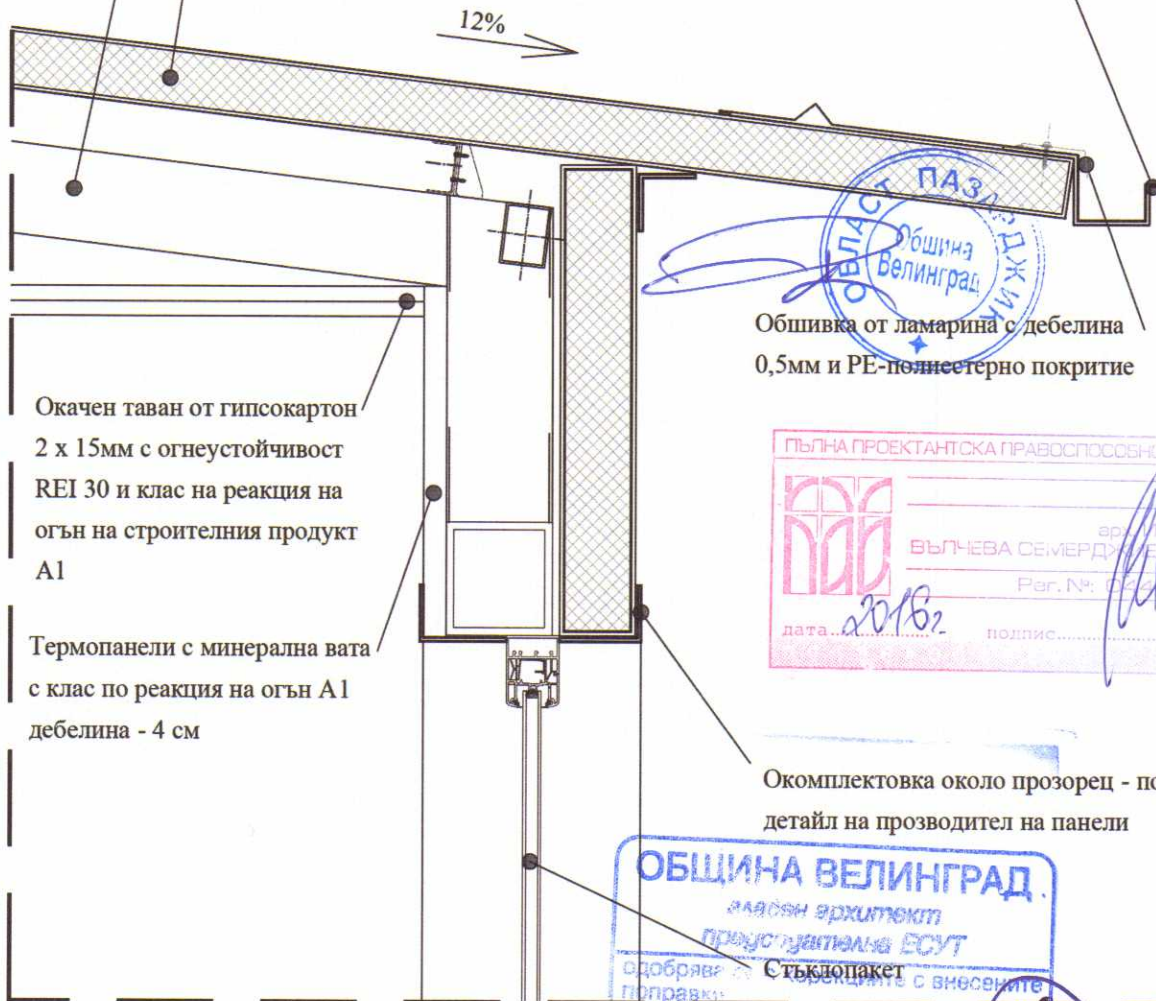 12%
ОБЛАСТ ПАЗАРДЖИК
Община
Велинград
Обшивка от ламарина с дебелина
0,5мм и PE-полиестерно покритие
Окачен таван от гипсокартон
2 x 15мм с огнеустойчивост
REI 30 и клас на реакция на
огън на строителния продукт
A1
ПЪЛНА ПРОЕКТАНТСКА ПРАВОСПОСОБНО
арх.
ВЪЛЧЕВА СЕМЕРДЖИЕВА
Рег. №:
дата 2016г. подпис
Термопанели с минерална вата
с клас по реакция на огън A1
дебелина - 4 см
Окомплектовка около прозорец - по
детайл на прозводител на панели
ОБЩИНА ВЕЛИНГРАД
главен архитект
председател на ЕСУТ
Стъклопакет
одобрява корекциите с внесените
поправки